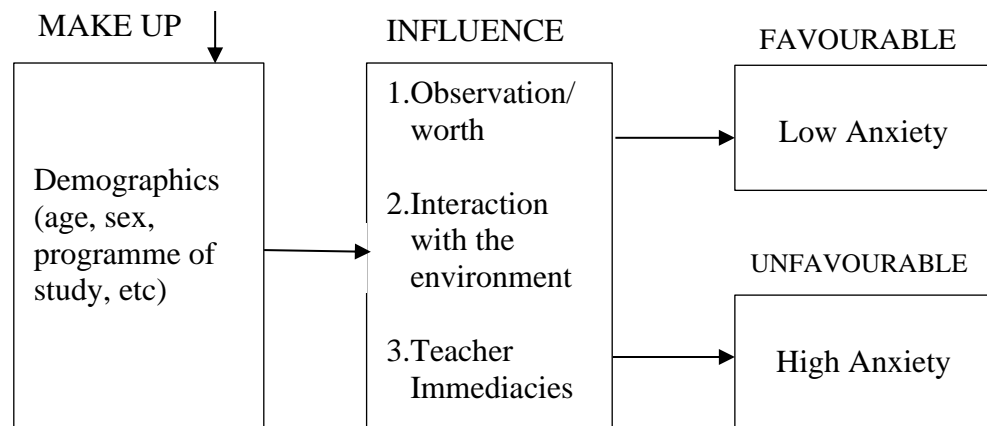 MAKE UP
Demographics
(age, sex,
programme of
study, etc)
INFLUENCE
1.Observation/
worth
2.Interaction
with the
environment
3.Teacher
Immediacies
FAVOURABLE
Low Anxiety
UNFAVOURABLE
High Anxiety